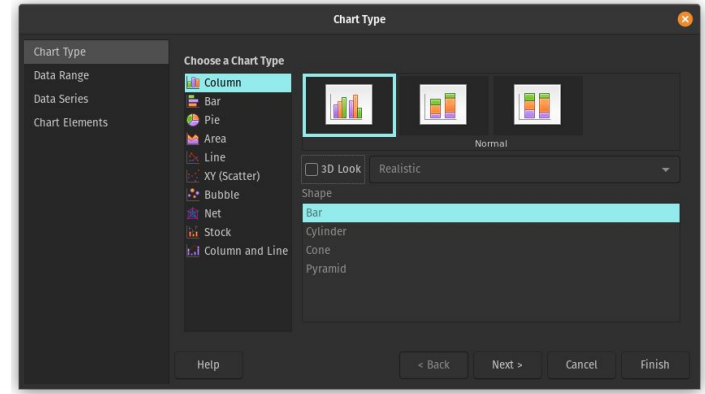 Chart Type
Chart Type
Data Range
Data Series
Chart Elements
Choose a Chart Type
Column
Bar
Pie
Area
Line
XY (Scatter)
Bubble
Net
Stock
Column and Line
Normal
3D Look
Realistic
Shape
Bar
Cylinder
Cone
Pyramid
Help
< Back
Next >
Cancel
Finish